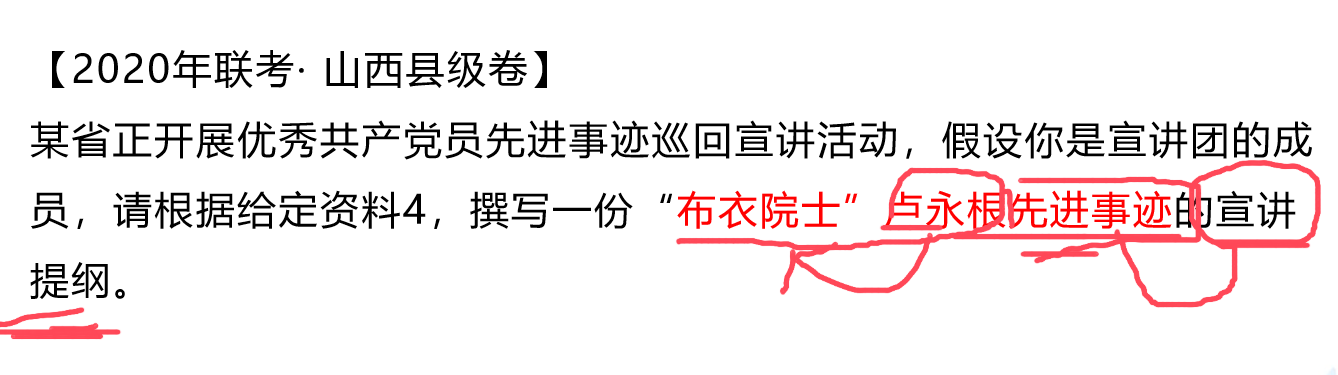 【2020年联考· 山西县级卷】
某省正开展优秀共产党员先进事迹巡回宣讲活动，假设你是宣讲团的成
员，请根据给定资料4，撰写一份“布衣院士”卢永根先进事迹的宣讲
提纲。